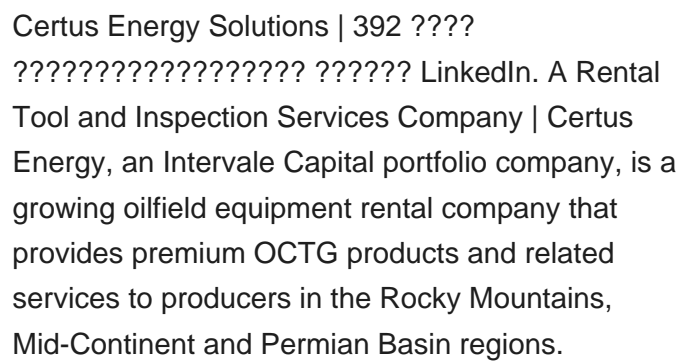 Certus Energy Solutions | 392 ????
?????????????????? ?????? LinkedIn. A Rental
Tool and Inspection Services Company | Certus
Energy, an Intervale Capital portfolio company, is a
growing oilfield equipment rental company that
provides premium OCTG products and related
services to producers in the Rocky Mountains,
Mid-Continent and Permian Basin regions.